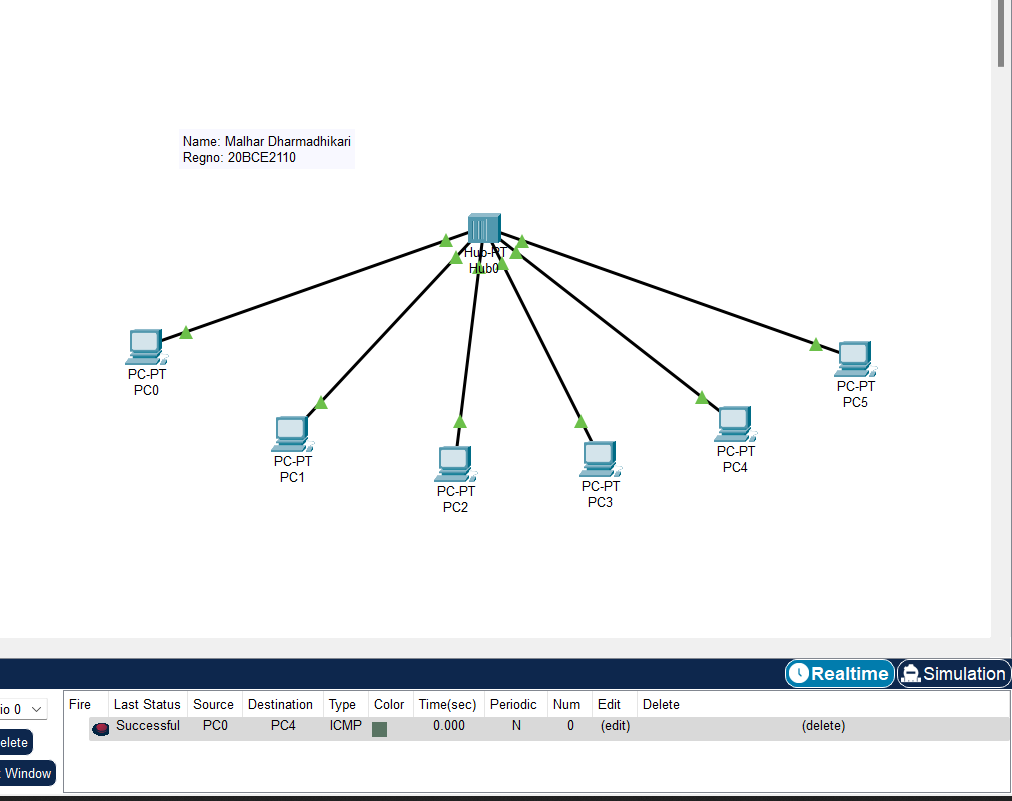 Name: Malhar Dharmadhikari
Regno: 20BCE2110
Hub-PT
Hub0
PC-PT
PC0
PC-PT
PC1
PC-PT
PC2
PC-PT
PC3
PC-PT
PC4
PC-PT
PC5
Realtime
Simulation
io 0
elete
Window
Fire Last Status Source Destination Type Color Time(sec) Periodic Num Edit Delete
Successful PC0 PC4 ICMP 0.000 N 0 (edit) (delete)